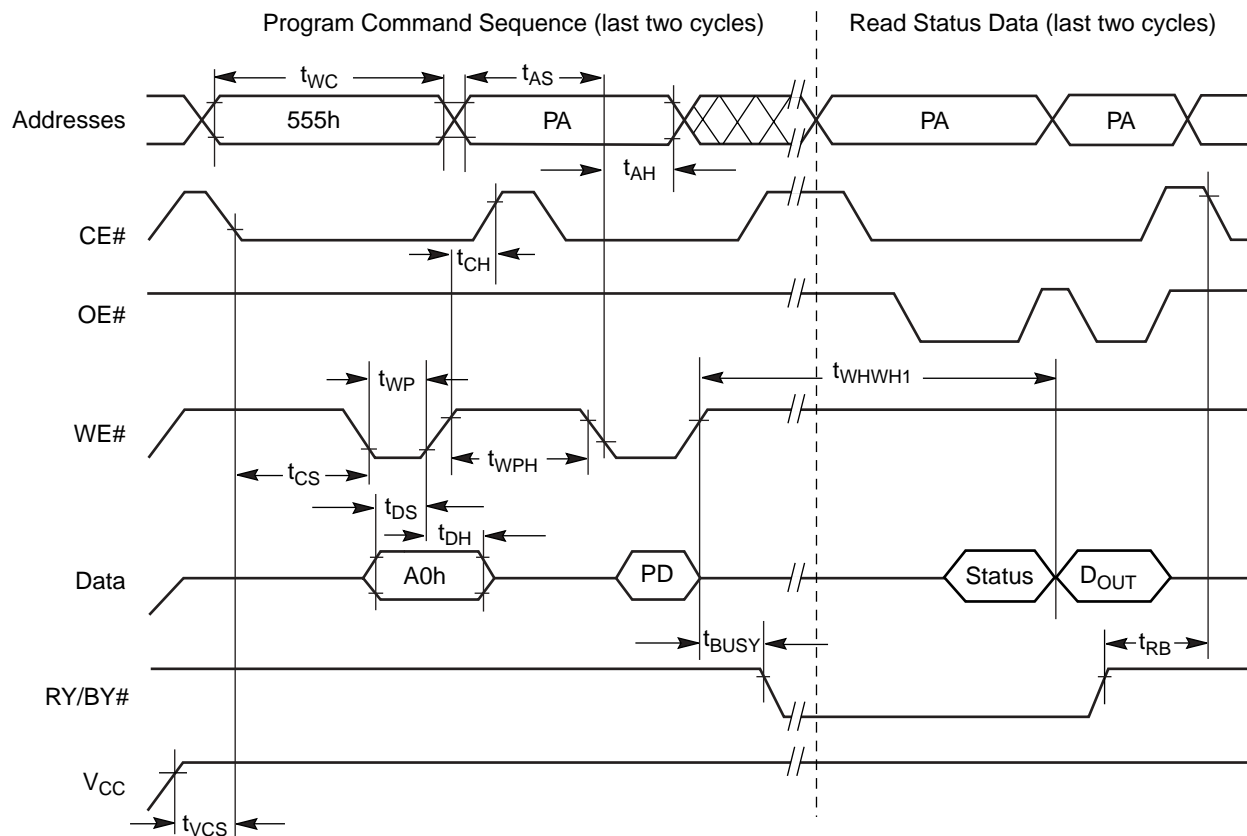 Program Command Sequence (last two cycles)
Read Status Data (last two cycles)
tWC
tAS
Addresses
555h
PA
PA
PA
tAH
CE#
tCH
OE#
tWP
tWHWH1
WE#
tCS
tWPH
tDS
tDH
Data
A0h
PD
Status
DOUT
tBUSY
tRB
RY/BY#
VCC
tVCS